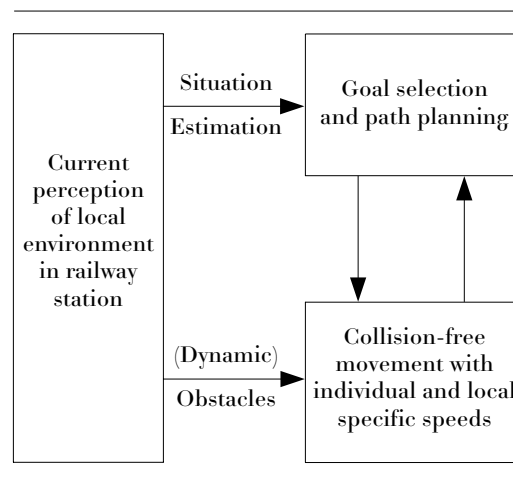 Current
perception
of local
environment
in railway
station
Situation
Estimation
Goal selection
and path planning
(Dynamic)
Obstacles
Collision-free
movement with
individual and local
specific speeds